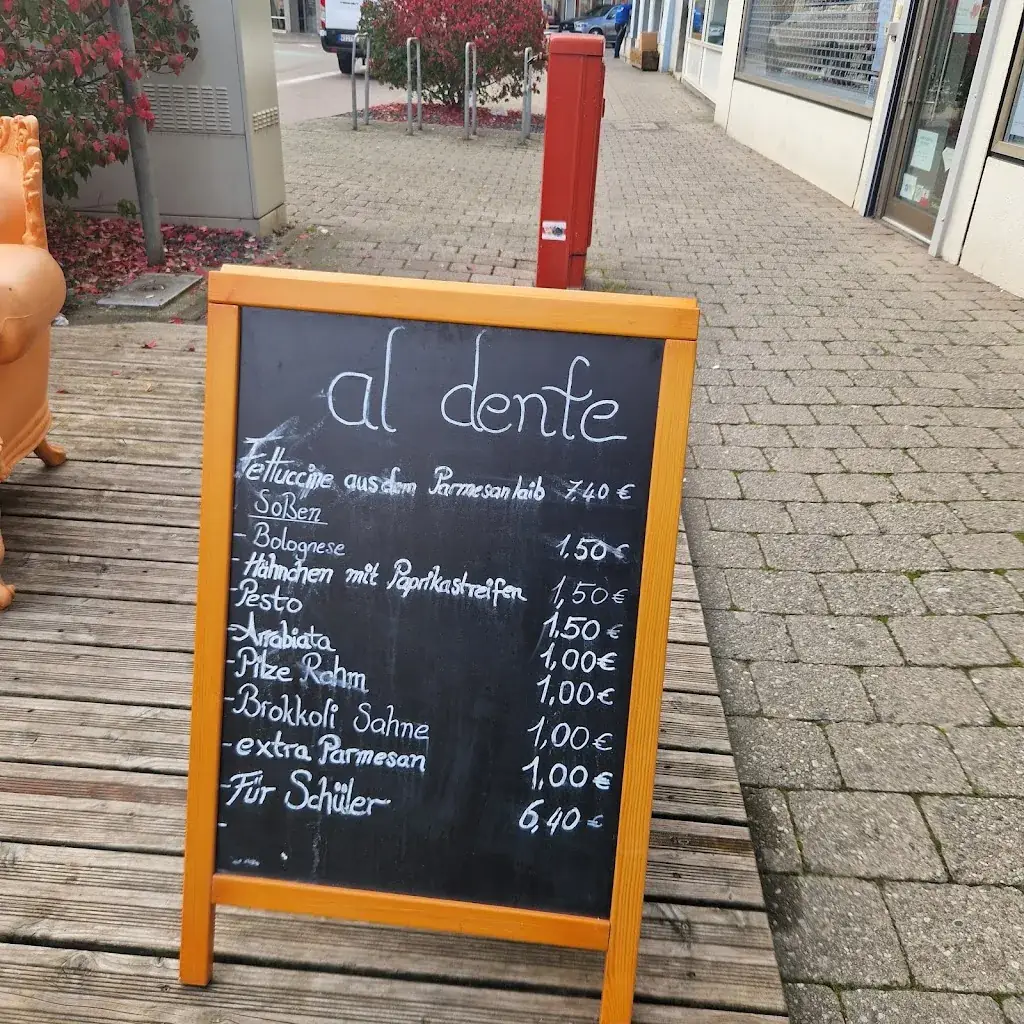 al dente
Fettuccine aus dem Parmesanlaib 7,40 €
Soßen
- Bolognese 1.50 €
- Hähnchen mit Paprikastreifen 1,50 €
- Pesto 1.50 €
- Arrabiata 1,00 €
- Pilze Rahm 1,00 €
- Brokkoli Sahne 1,00 €
- extra Parmesan 1,00 €
- Für Schüler 6,40 €
-